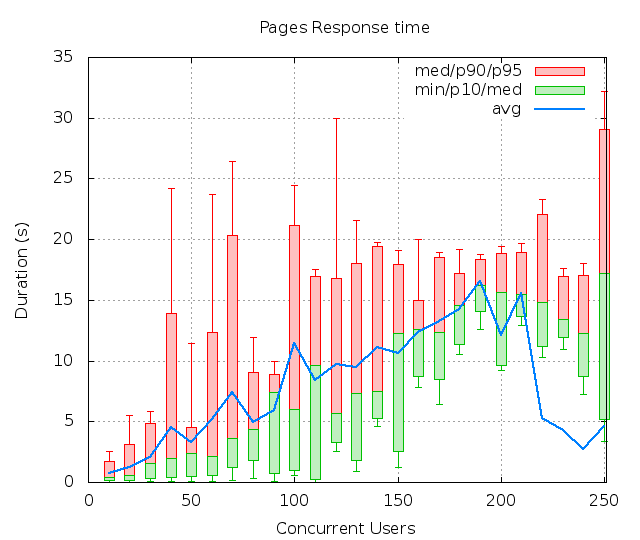 Pages Response time
35
30
25
20
15
10
5
0
Duration (s)
med/p90/p95
min/p10/med
avg
0 50 100 150 200 250
Concurrent Users